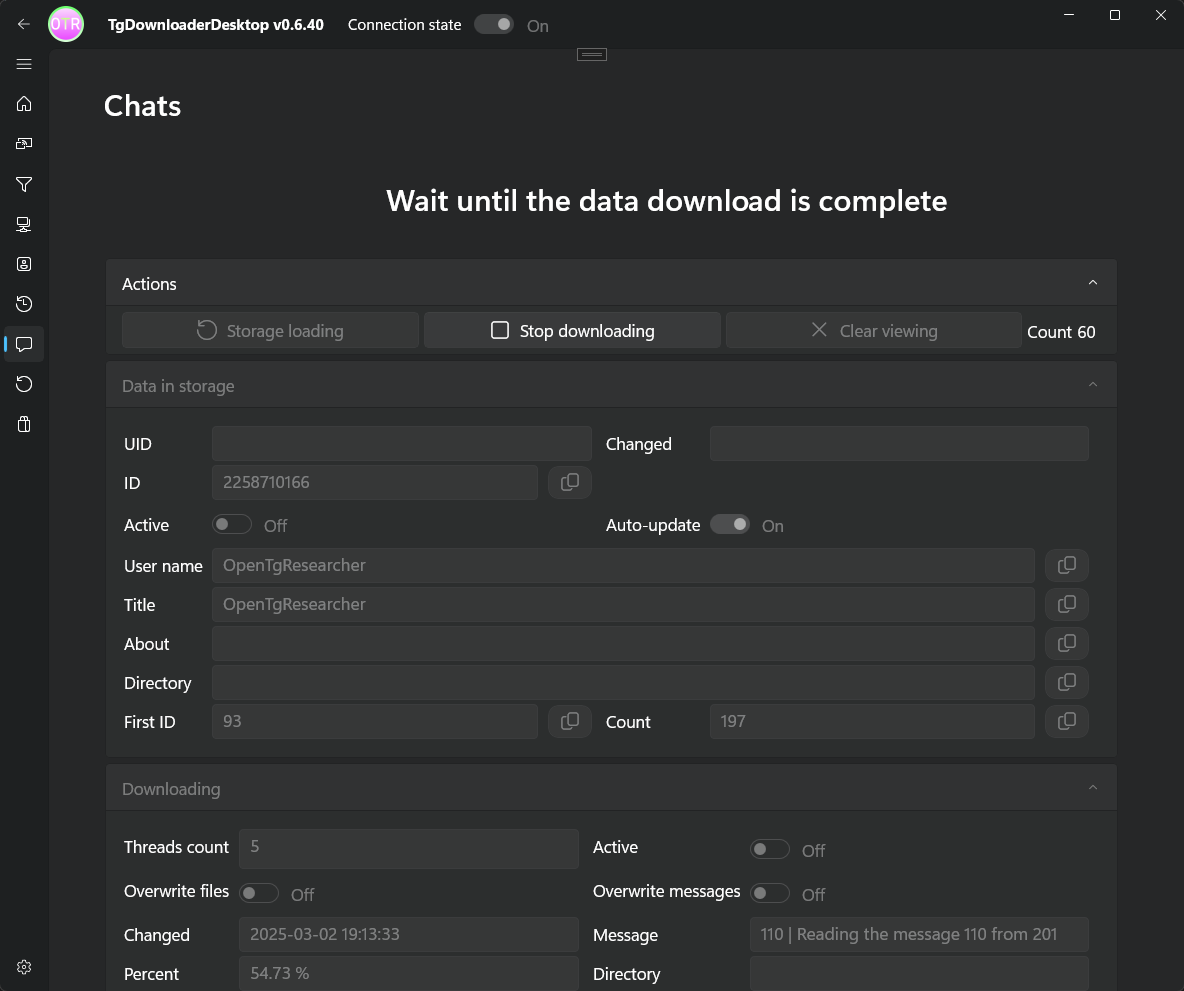 OTR TgDownloaderDesktop v0.6.40 Connection state On
Chats
Wait until the data download is complete
Actions
Storage loading Stop downloading Clear viewing Count 60
Data in storage
UID Changed
ID 2258710166
Active Off Auto-update On
User name OpenTgResearcher
Title OpenTgResearcher
About
Directory
First ID 93 Count 197
Downloading
Threads count 5 Active Off
Overwrite files Off Overwrite messages Off
Changed 2025-03-02 19:13:33 Message 110 | Reading the message 110 from 201
Percent 54.73 % Directory